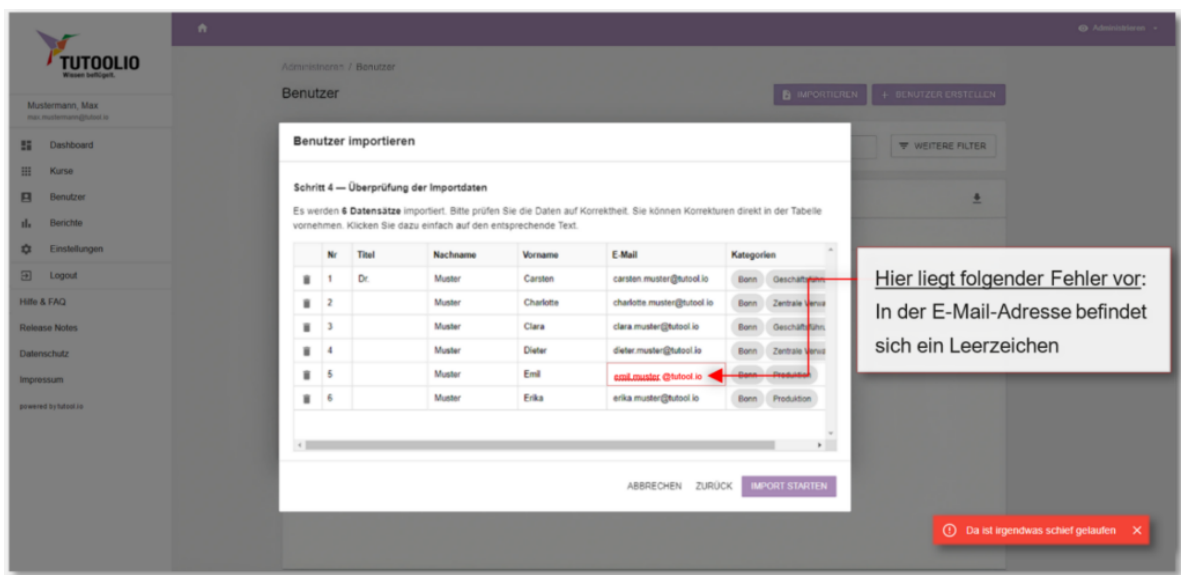 TUTOOLIO
Wissen beflügelt.
Administrieren
Mustermann, Max
max.mustermann@tutool.io
Dashboard
Kurse
Benutzer
Berichte
Einstellungen
Logout
Hilfe & FAQ
Release Notes
Datenschutz
Impressum
powered by tutool.io
Administrieren / Benutzer
Benutzer
IMPORTIEREN
+ BENUTZER ERSTELLEN
WEITERE FILTER
Benutzer importieren
Schritt 4 — Überprüfung der Importdaten
Es werden 6 Datensätze importiert. Bitte prüfen Sie die Daten auf Korrektheit. Sie können Korrekturen direkt in der Tabelle
vornehmen. Klicken Sie dazu einfach auf den entsprechende Text.
Nr Titel Nachname Vorname E-Mail Kategorien
1 Dr. Muster Carsten carsten.muster@tutool.io Bonn Geschäftsführu
2 Muster Charlotte charlotte.muster@tutool.io Bonn Zentrale Verwa
3 Muster Clara clara.muster@tutool.io Bonn Geschäftsführu
4 Muster Dieter dieter.muster@tutool.io Bonn Zentrale Verwa
5 Muster Emil emil.muster @tutool.io Bonn Produktion
6 Muster Erika erika.muster@tutool.io Bonn Produktion
ABBRECHEN ZURÜCK IMPORT STARTEN
Hier liegt folgender Fehler vor:
In der E-Mail-Adresse befindet
sich ein Leerzeichen
Da ist irgendwas schief gelaufen